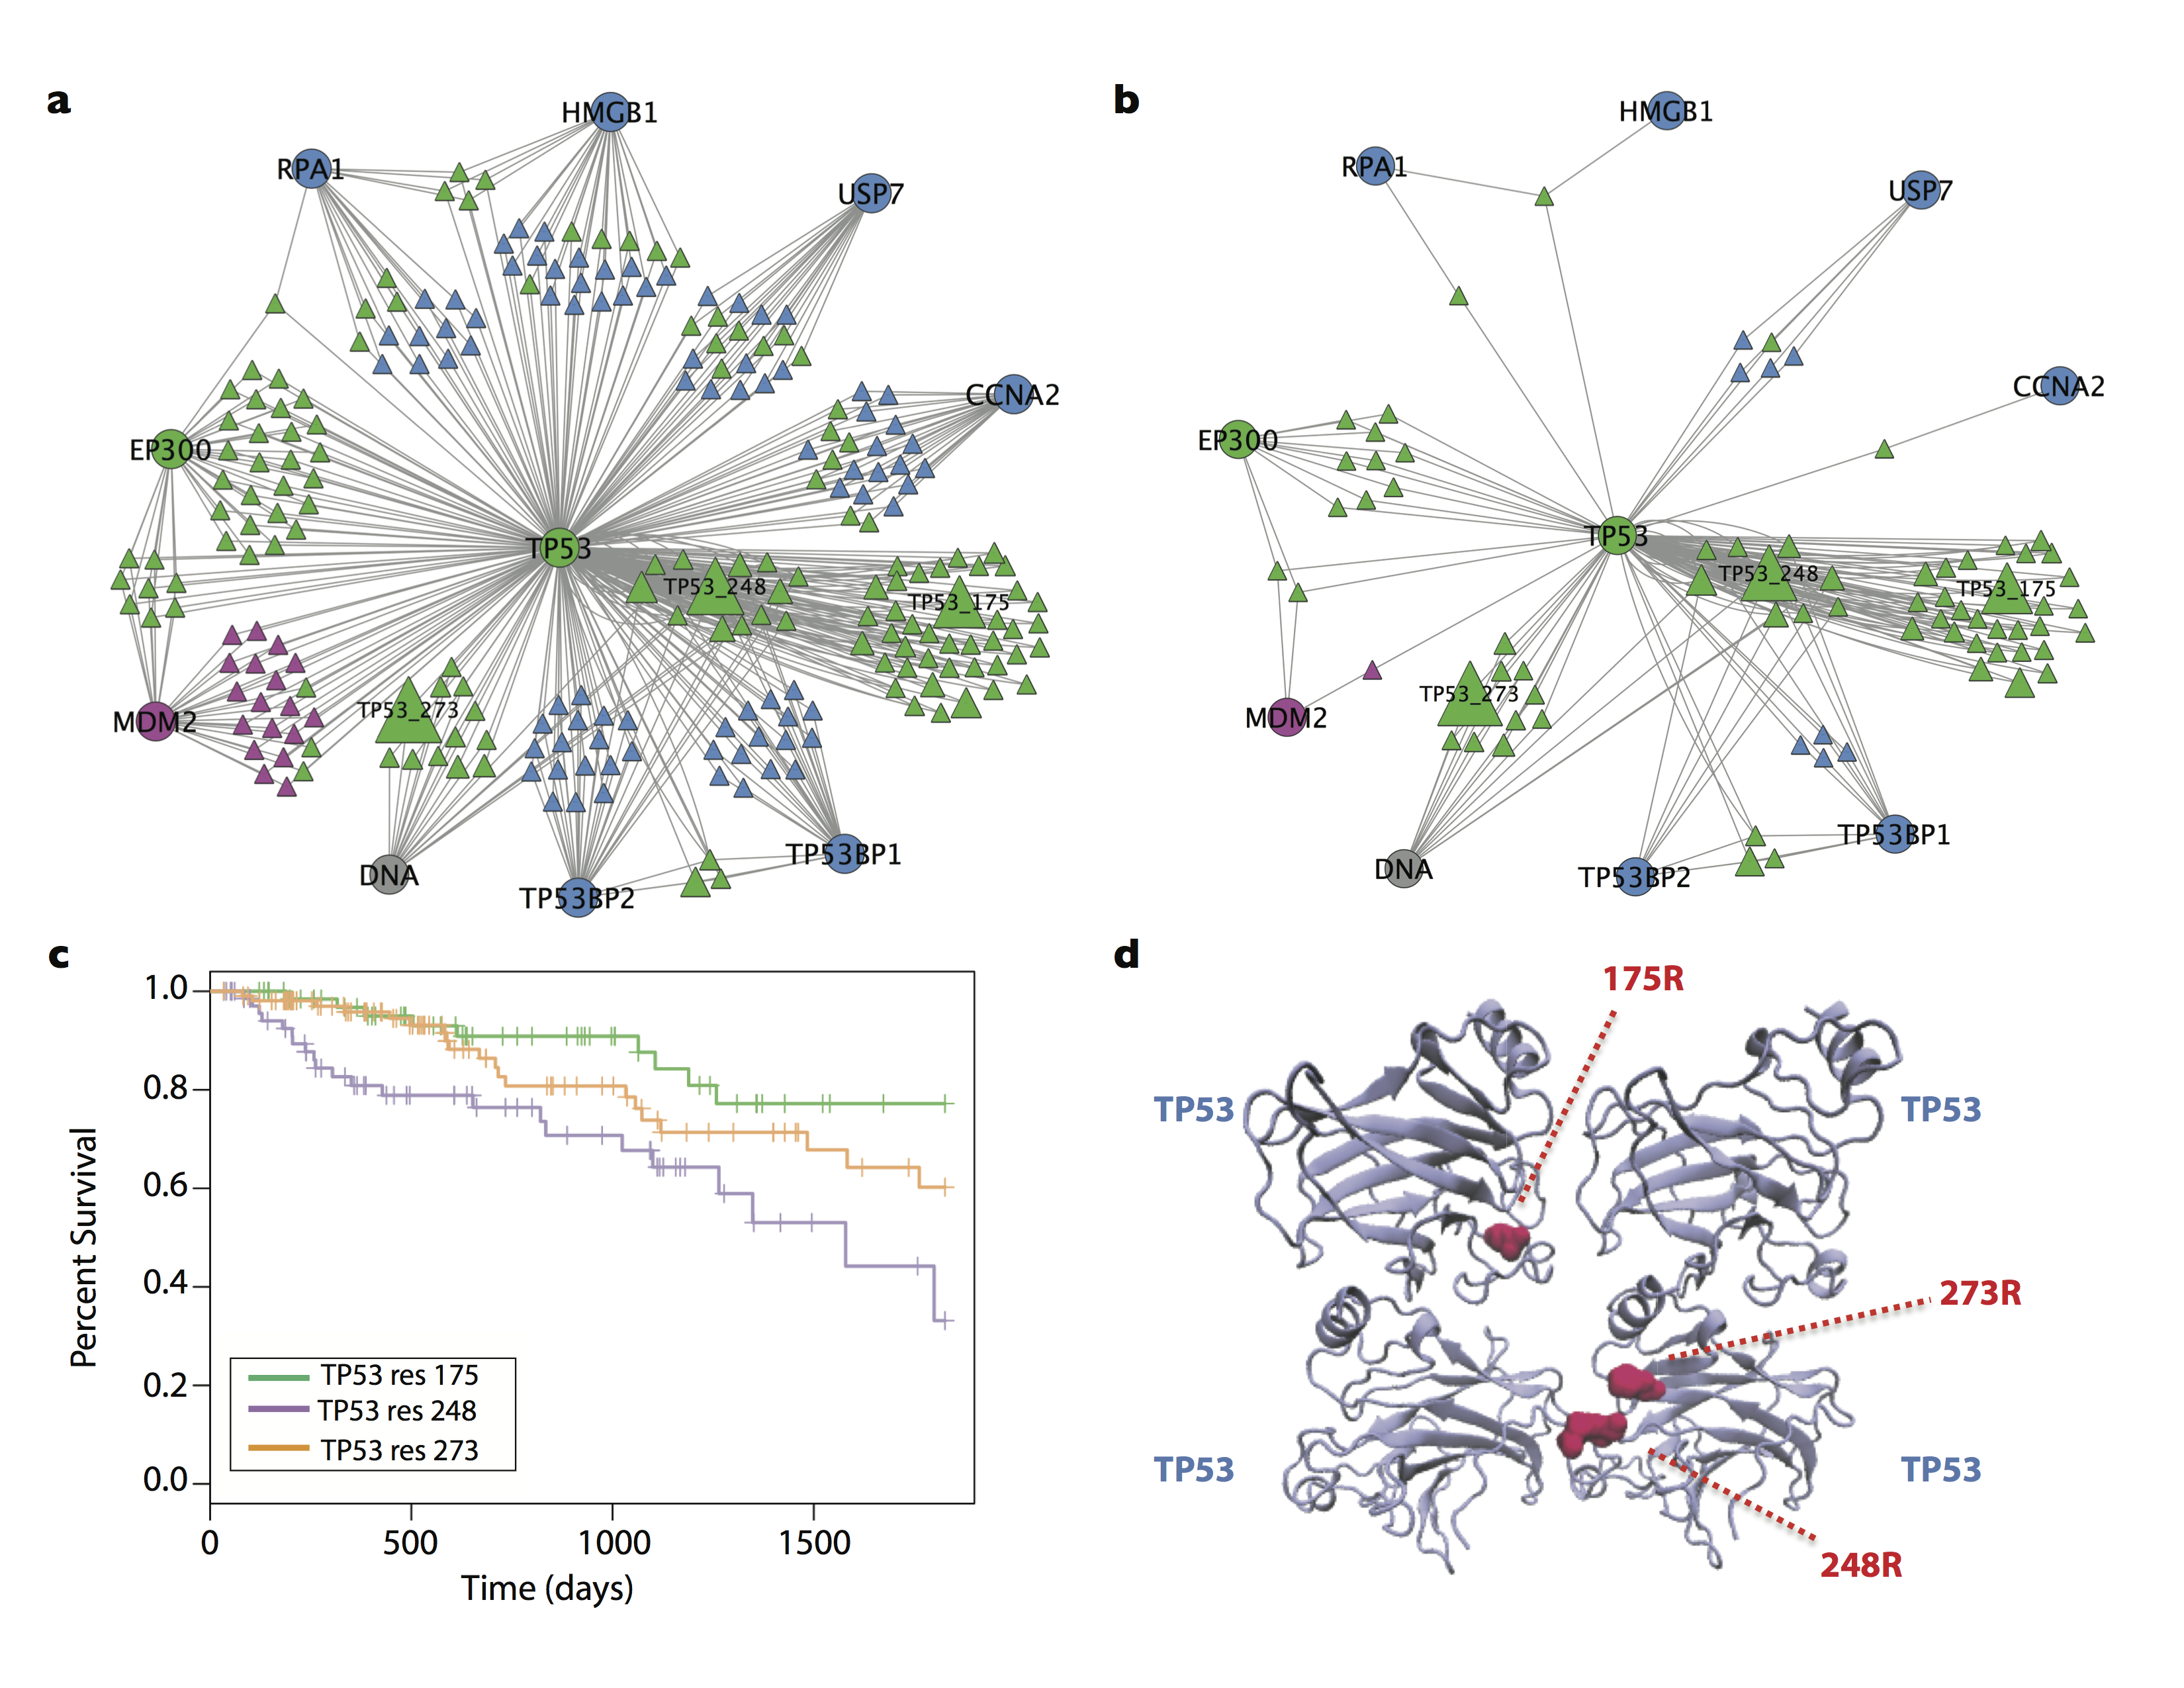 a
HMGB1
RPA1
USP7
CCNA2
EP300
TP53
TP53_248
TP53_175
MDM2
TP53_273
DNA
TP53BP2
TP53BP1
b
HMGB1
RPA1
USP7
CCNA2
EP300
TP53
TP53_248
TP53_175
TP53_273
MDM2
DNA
TP53BP2
TP53BP1
c
Percent Survival
1.0
0.8
0.6
0.4
0.2
0.0
TP53 res 175
TP53 res 248
TP53 res 273
0 500 1000 1500
Time (days)
d
175R
TP53 TP53
273R
TP53 TP53
248R